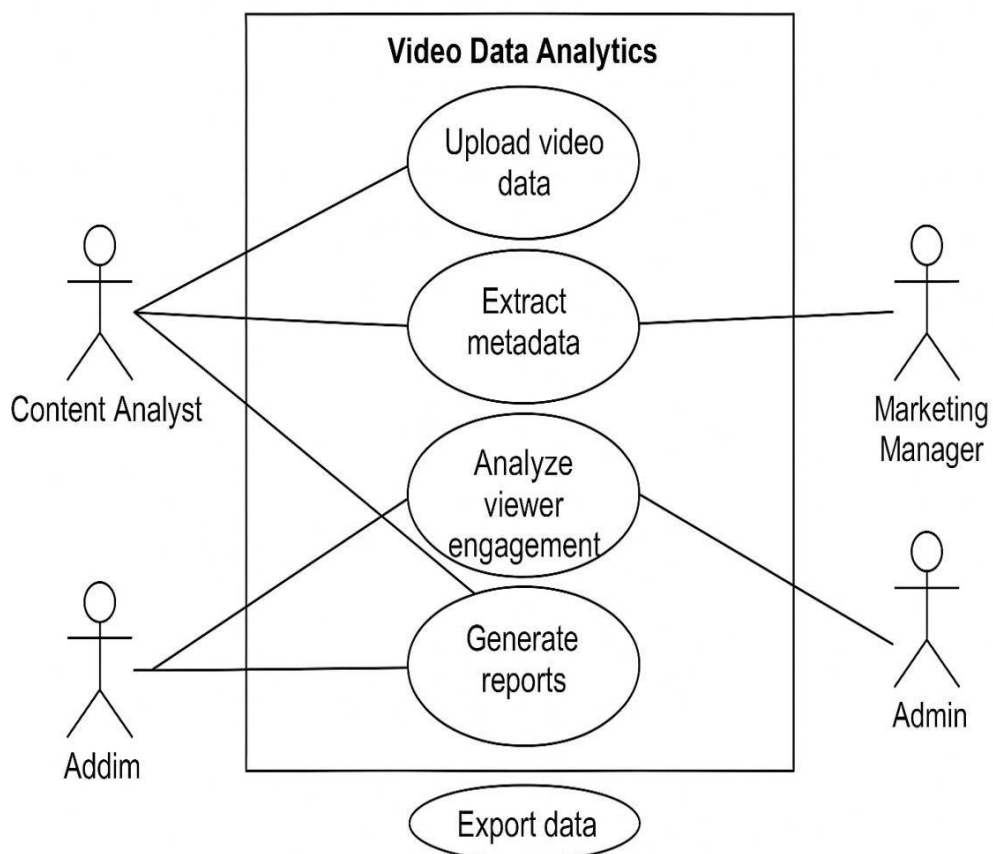 Video Data Analytics
Upload video
data
Extract
metadata
Content Analyst
Marketing
Manager
Analyze
viewer
engagement
Generate
reports
Addim
Admin
Export data